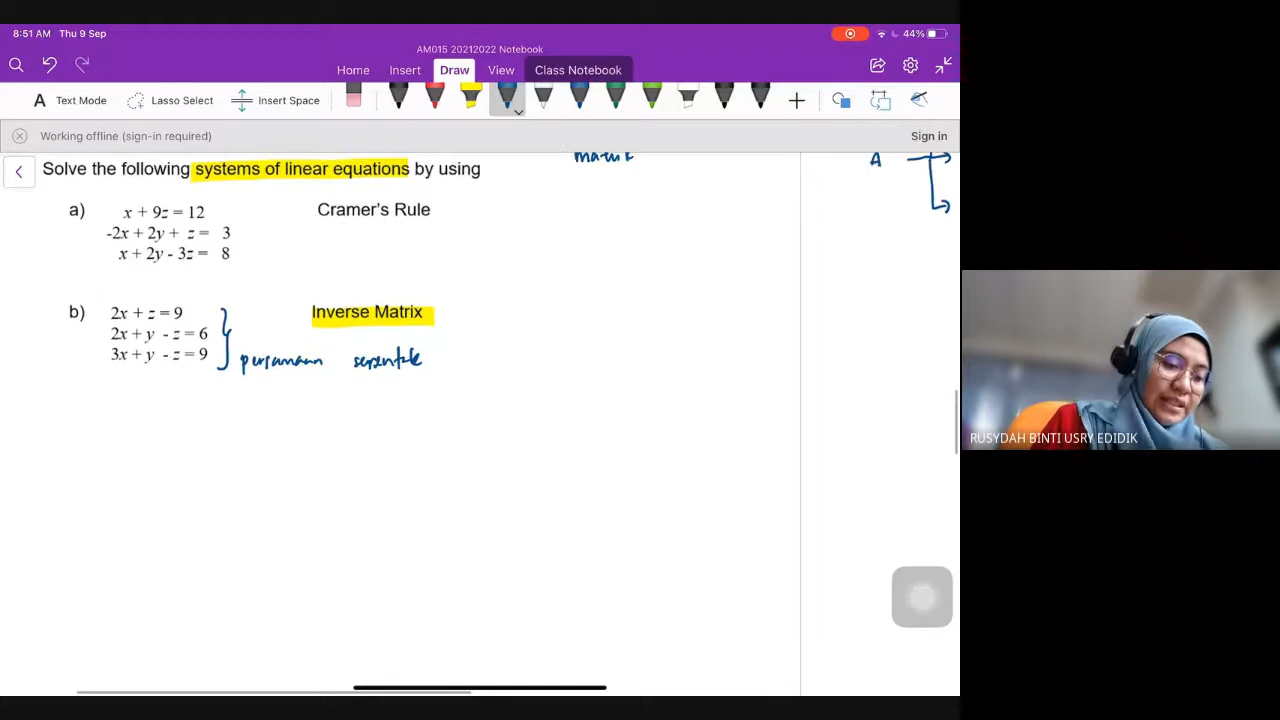 8:51 AM Thu 9 Sep 44%
AM015 20212022 Notebook
Home Insert Draw View Class Notebook
A Text Mode Lasso Select Insert Space
Working offline (sign-in required) Sign in
matrix
A
Solve the following systems of linear equations by using
a) x + 9z = 12 Cramer's Rule
-2x + 2y + z = 3
x + 2y - 3z = 8
b) 2x + z = 9 Inverse Matrix
2x + y - z = 6
3x + y - z = 9
persamaan serentak
RUSYDAH BINTI USRY EDIDIK